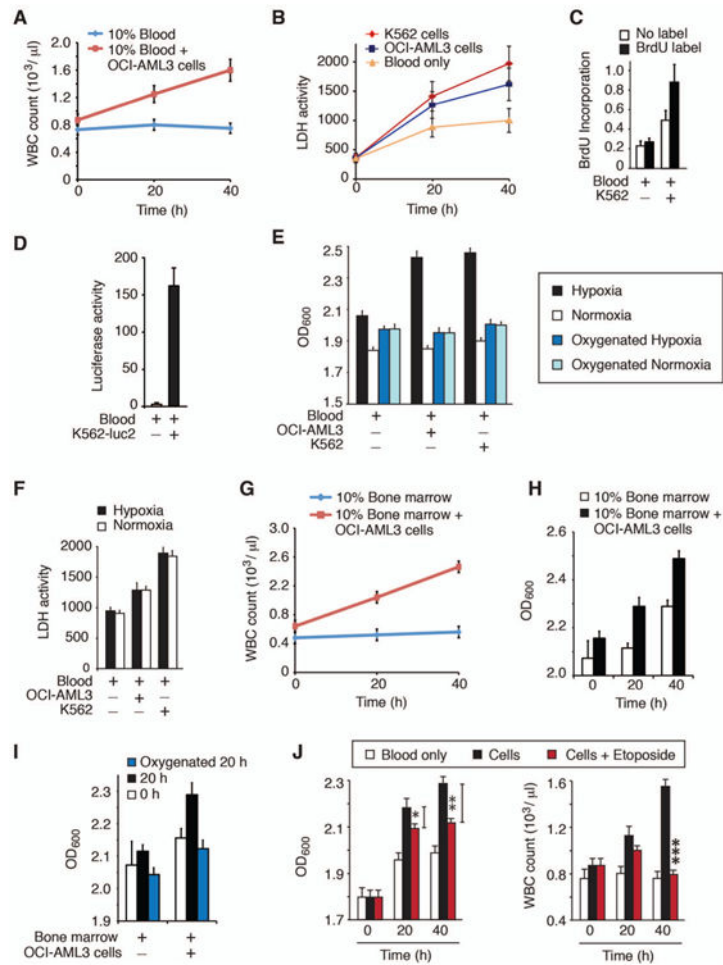 A
10% Blood
10% Blood +
OCI-AML3 cells
WBC count (10³/ µl)
2.0
1.6
1.2
0.8
0.4
0
0 20 40
Time (h)
B
K562 cells
OCI-AML3 cells
Blood only
LDH activity
2000
1500
1000
500
0
0 20 40
Time (h)
C
No label
BrdU label
BrdU Incorporation
1.0
0.8
0.6
0.4
0.2
0
Blood + +
K562 − +
D
Luciferase activity
200
150
100
50
0
Blood + +
K562-luc2 − +
E
OD₆₀₀
2.5
2.3
2.1
1.9
1.7
1.5
Blood + + +
OCI-AML3 − + −
K562 − − +
Hypoxia
Normoxia
Oxygenated Hypoxia
Oxygenated Normoxia
F
Hypoxia
Normoxia
LDH activity
2000
1500
1000
500
0
Blood + + +
OCI-AML3 − + −
K562 − − +
G
10% Bone marrow
10% Bone marrow +
OCI-AML3 cells
WBC count (10³/ µl)
3.0
2.6
1.6
0.4
0
0 20 40
Time (h)
H
10% Bone marrow
10% Bone marrow +
OCI-AML3 cells
OD₆₀₀
2.6
2.4
2.2
2.0
0 20 40
Time (h)
I
Oxygenated 20 h
20 h
0 h
OD₆₀₀
2.3
2.2
2.1
2.0
1.9
Bone marrow + +
OCI-AML3 cells − +
J
Blood only Cells Cells + Etoposide
OD₆₀₀
2.3
2.1
1.9
1.7
*
**
0 20 40
Time (h)
WBC count (10³/ µl)
1.6
1.2
0.8
0.4
0
***
0 20 40
Time (h)